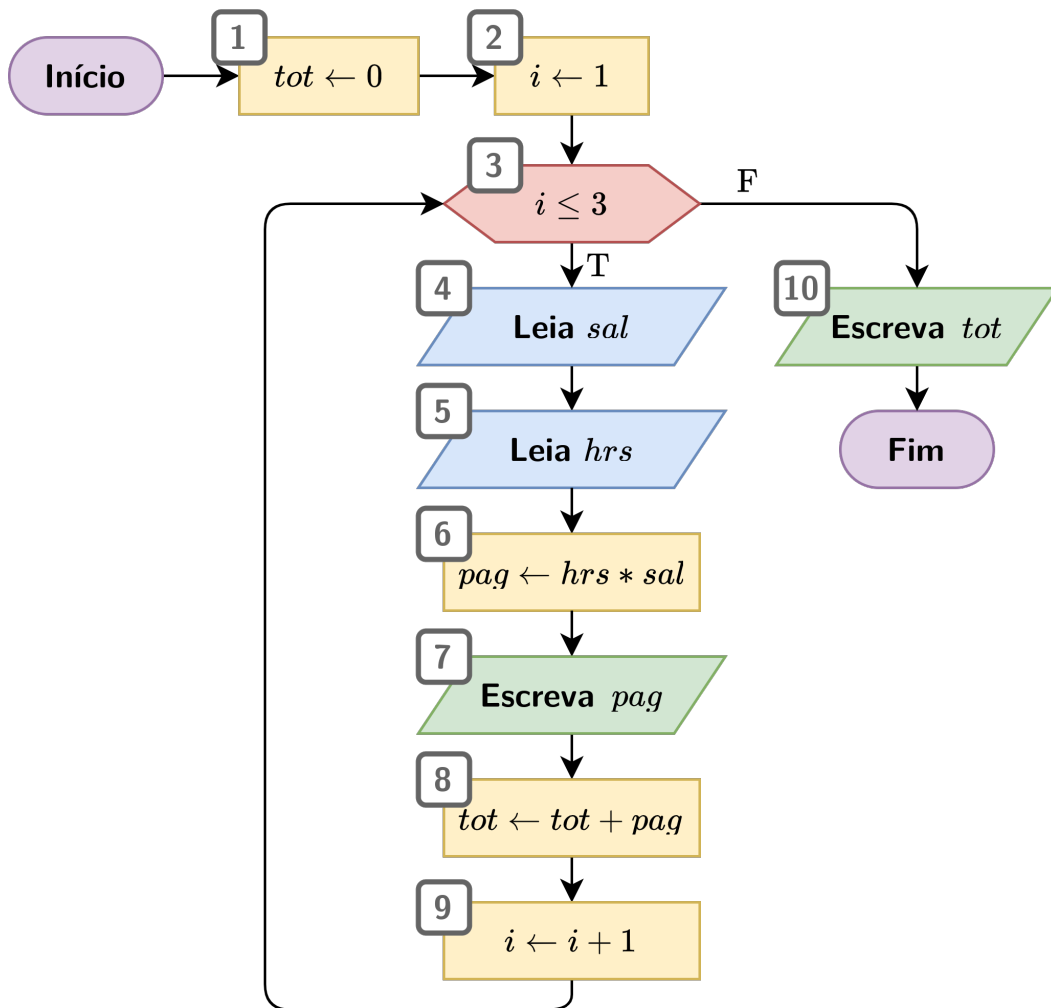 Início
1
tot ← 0
2
i ← 1
3
i ≤ 3
F
T
4
Leia sal
10
Escreva tot
5
Leia hrs
Fim
6
pag ← hrs ∗ sal
7
Escreva pag
8
tot ← tot + pag
9
i ← i + 1